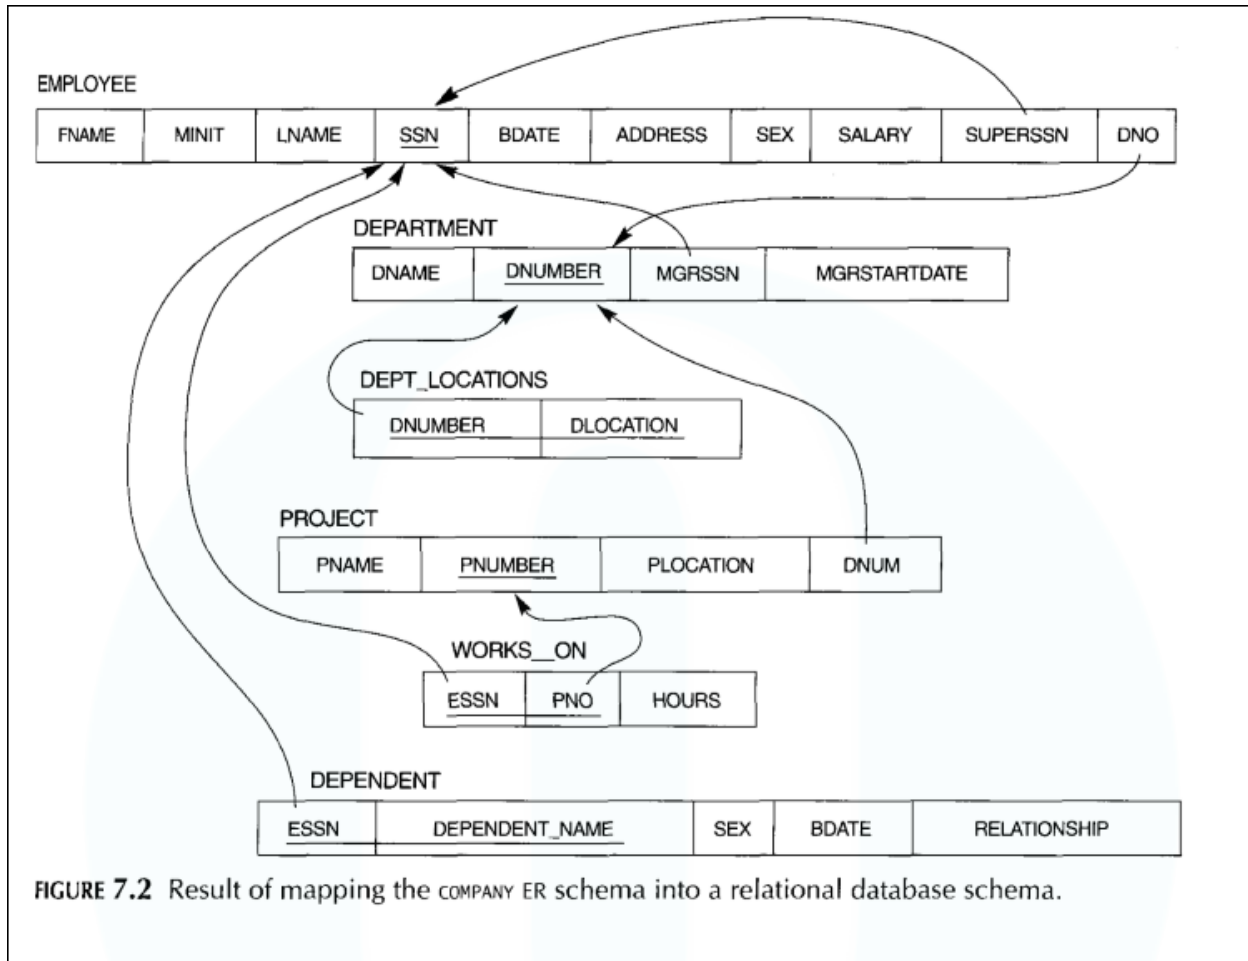 EMPLOYEE
FNAME MINIT LNAME SSN BDATE ADDRESS SEX SALARY SUPERSSN DNO
DEPARTMENT
DNAME DNUMBER MGRSSN MGRSTARTDATE
DEPT_LOCATIONS
DNUMBER DLOCATION
PROJECT
PNAME PNUMBER PLOCATION DNUM
WORKS_ON
ESSN PNO HOURS
DEPENDENT
ESSN DEPENDENT_NAME SEX BDATE RELATIONSHIP
FIGURE 7.2 Result of mapping the COMPANY ER schema into a relational database schema.